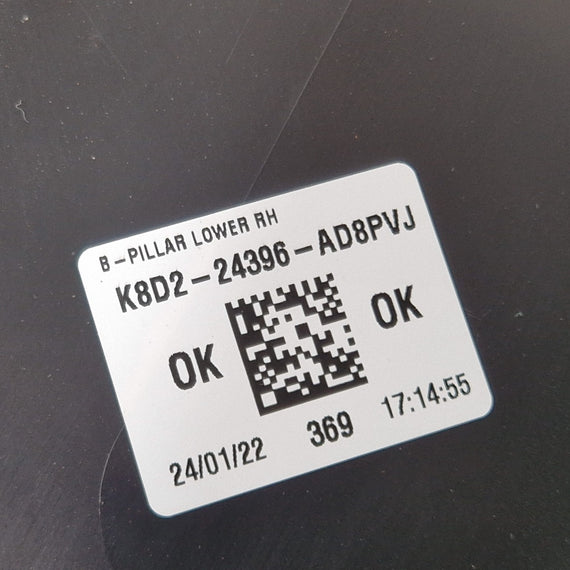 B-PILLAR LOWER RH
K8D2-24396-AD8PVJ
OK OK
24/01/22 369 17:14:55